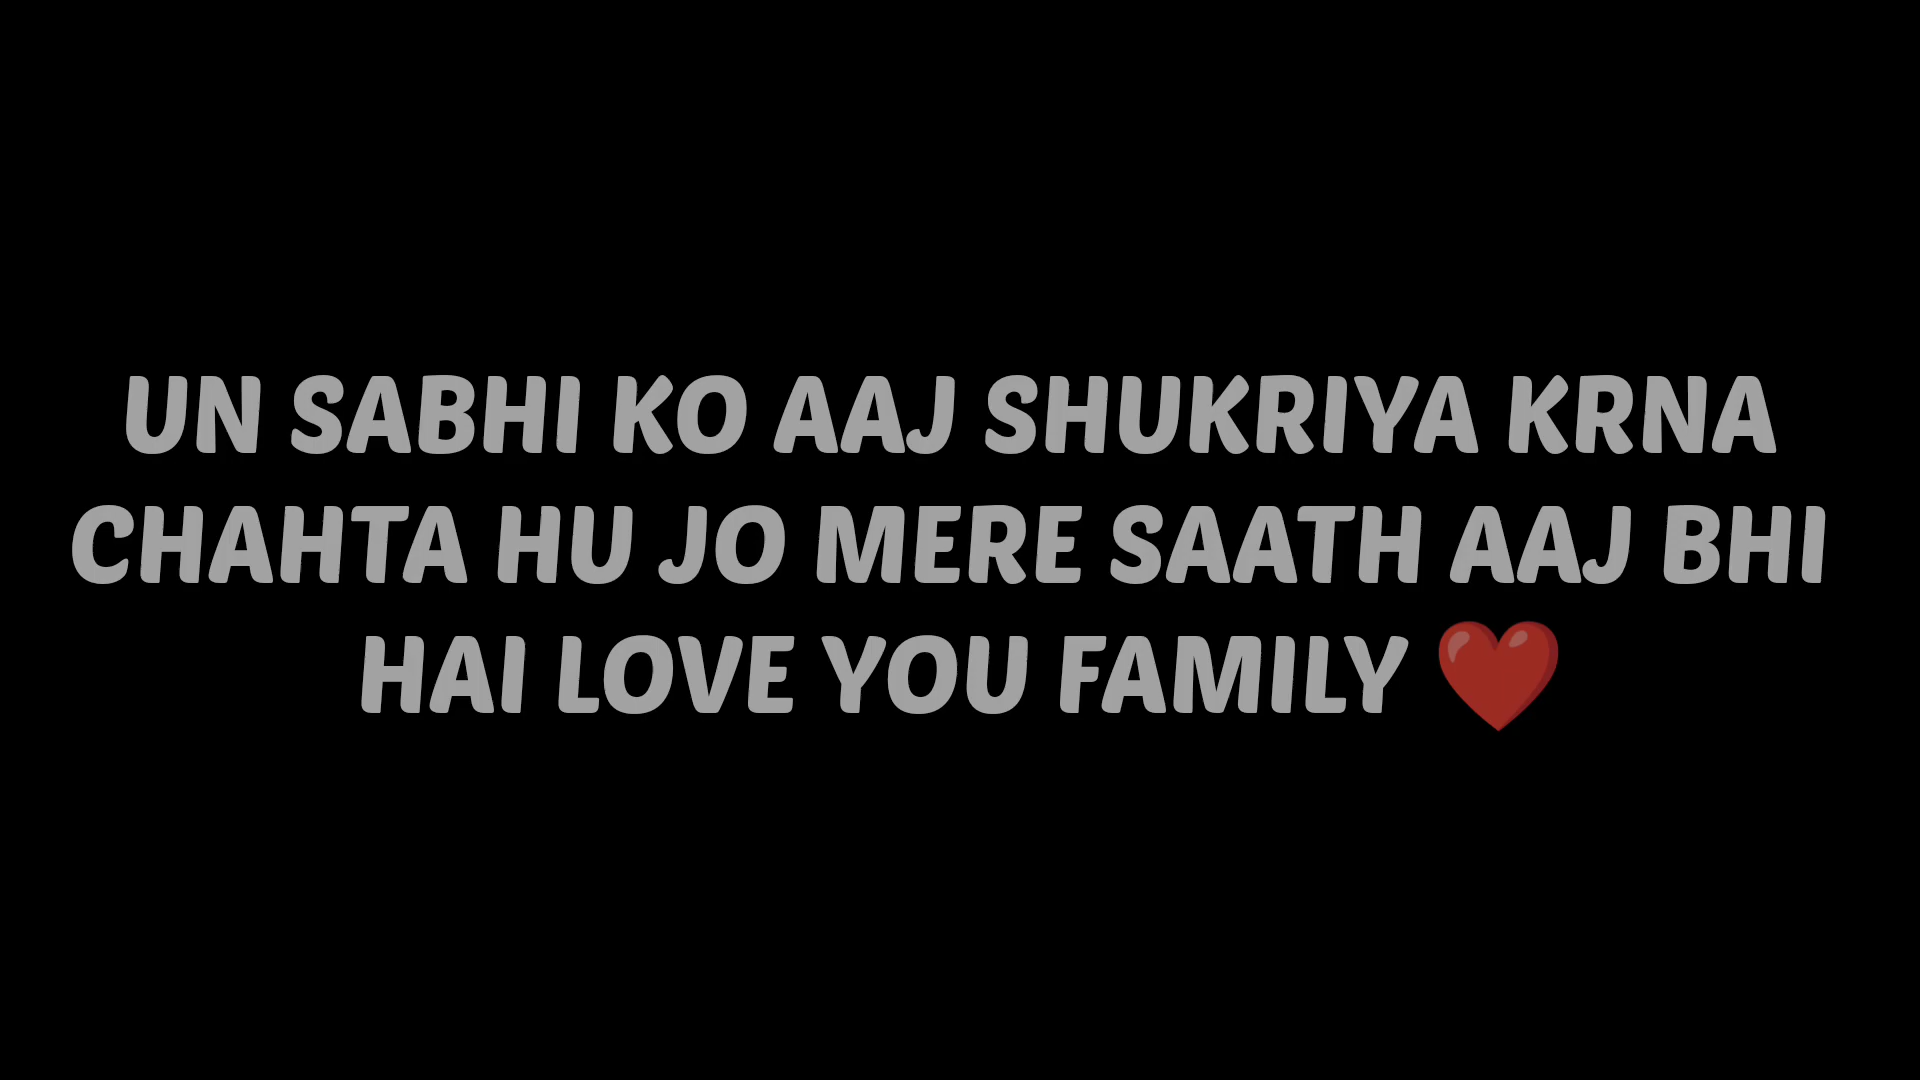 UN SABHI KO AAJ SHUKRIYA KRNA
CHAHTA HU JO MERE SAATH AAJ BHI
HAI LOVE YOU FAMILY ❤️